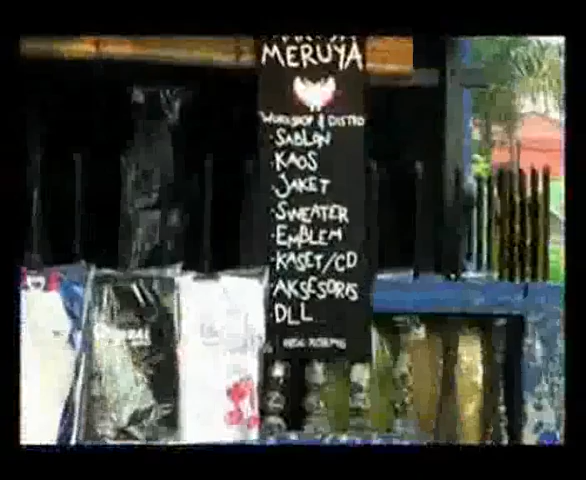 MERUYA
WORKSHOP & DISTRO
·SABLON
·KAOS
·JAKET
·SWEATER
·EMBLEM
·KASET/CD
·AKSESORIS
·DLL.